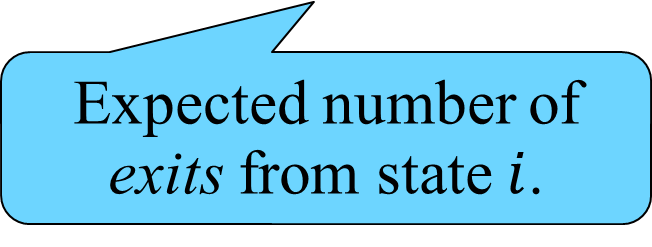 Expected number of
exits from state i.